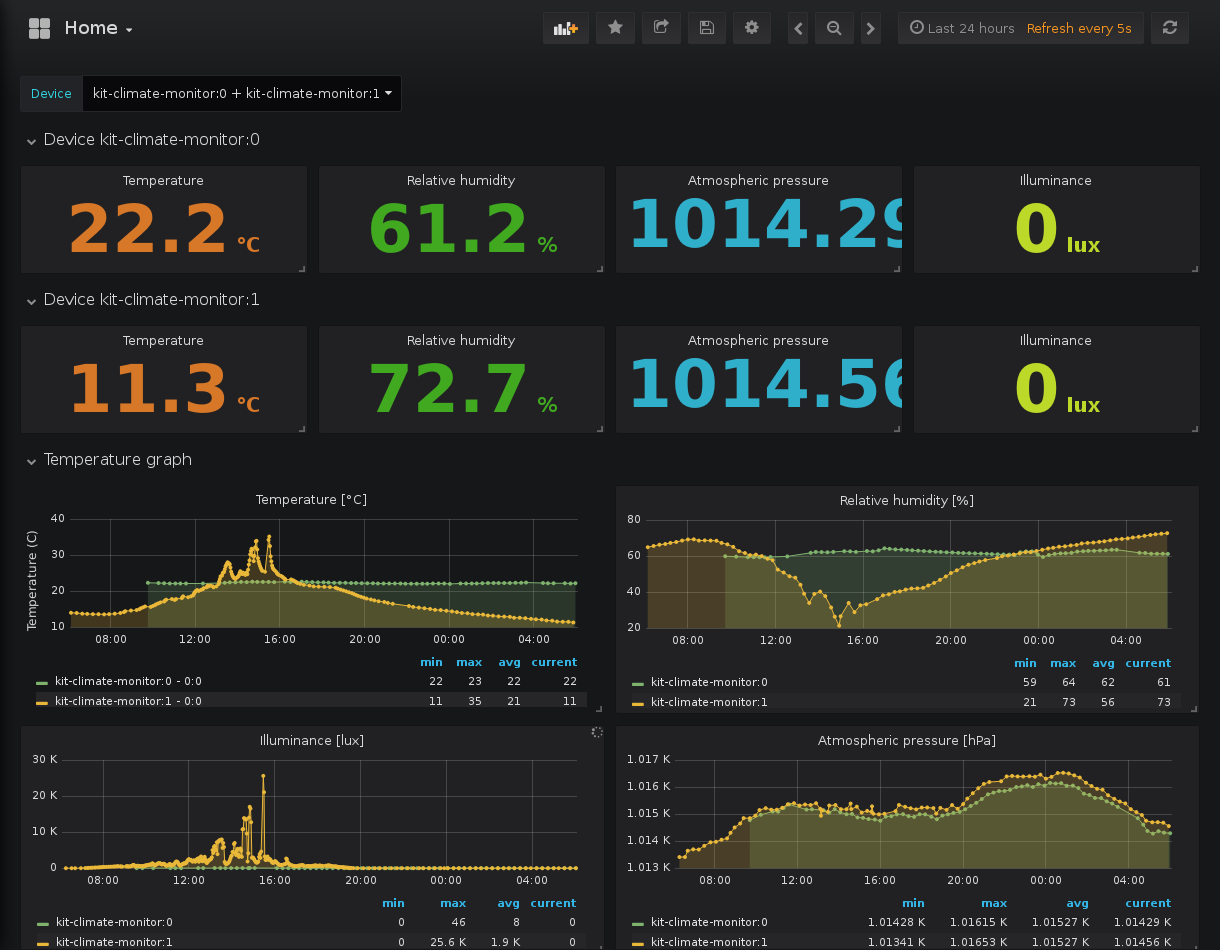 Home
Last 24 hours Refresh every 5s
Device kit-climate-monitor:0 + kit-climate-monitor:1
Device kit-climate-monitor:0
Temperature Relative humidity Atmospheric pressure Illuminance
22.2 °C 61.2 % 1014.29 0 lux
Device kit-climate-monitor:1
Temperature Relative humidity Atmospheric pressure Illuminance
11.3 °C 72.7 % 1014.56 0 lux
Temperature graph
Temperature [°C]
Temperature (C)
40
30
20
10
08:00 12:00 16:00 20:00 00:00 04:00
min max avg current
kit-climate-monitor:0 - 0:0 22 23 22 22
kit-climate-monitor:1 - 0:0 11 35 21 11
Relative humidity [%]
80
60
40
20
08:00 12:00 16:00 20:00 00:00 04:00
min max avg current
kit-climate-monitor:0 59 64 62 61
kit-climate-monitor:1 21 73 56 73
Illuminance [lux]
30 K
20 K
10 K
0
08:00 12:00 16:00 20:00 00:00 04:00
min max avg current
kit-climate-monitor:0 0 46 8 0
kit-climate-monitor:1 0 25.6 K 1.9 K 0
Atmospheric pressure [hPa]
1.017 K
1.016 K
1.015 K
1.014 K
1.013 K
08:00 12:00 16:00 20:00 00:00 04:00
min max avg current
kit-climate-monitor:0 1.01428 K 1.01615 K 1.01527 K 1.01429 K
kit-climate-monitor:1 1.01341 K 1.01653 K 1.01527 K 1.01456 K